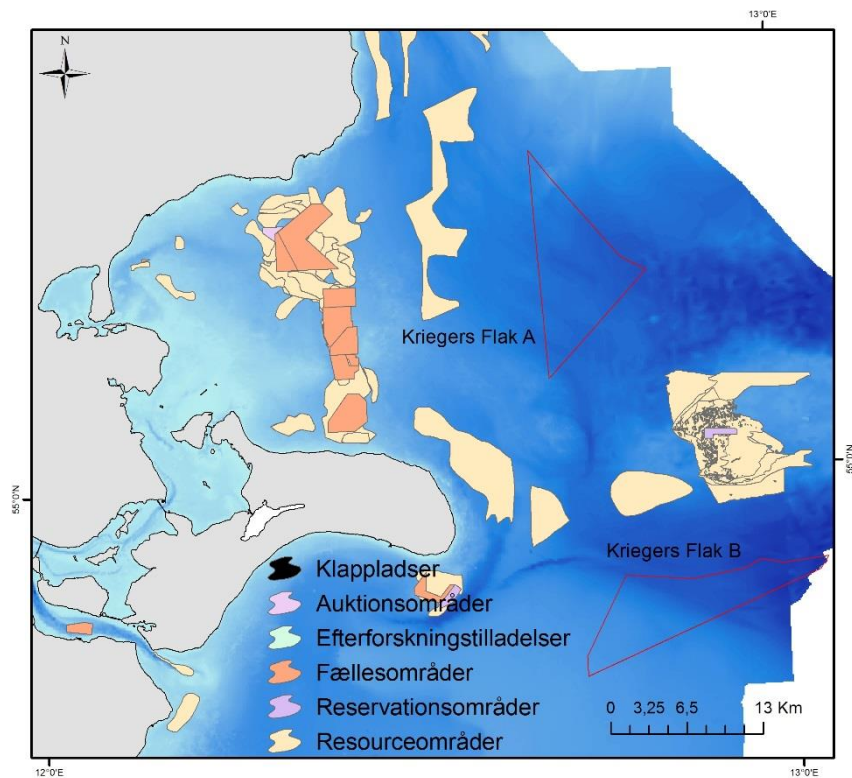 13°0'E
N
Kriegers Flak A
55°0'N
55°0'N
Kriegers Flak B
Klappladser
Auktionsområder
Efterforskningstilladelser
Fællesområder
Reservationsområder
Resourceområder
0 3,25 6,5 13 Km
12°0'E
13°0'E